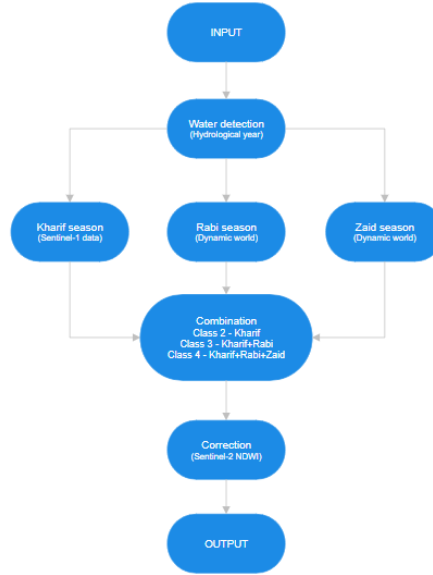 INPUT
Water detection
(Hydrological year)
Kharif season
(Sentinel-1 data)
Rabi season
(Dynamic world)
Zaid season
(Dynamic world)
Combination
Class 2 - Kharif
Class 3 - Kharif+Rabi
Class 4 - Kharif+Rabi+Zaid
Correction
(Sentinel-2 NDWI)
OUTPUT